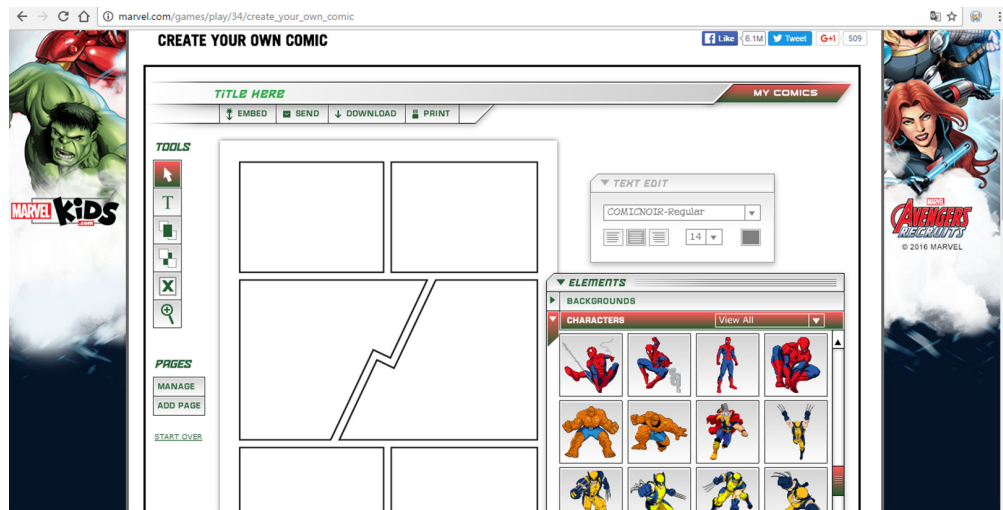 marvel.com/games/play/34/create_your_own_comic
CREATE YOUR OWN COMIC
Like 6.1M Tweet G+1 509
TITLE HERE
MY COMICS
EMBED SEND DOWNLOAD PRINT
TOOLS
T
X
PAGES
MANAGE
ADD PAGE
START OVER
TEXT EDIT
COMICNOIR-Regular
14
ELEMENTS
BACKGROUNDS
CHARACTERS View All
MARVEL KiDS
.com
MARVEL
AVENGERS
RECRUITS
© 2016 MARVEL